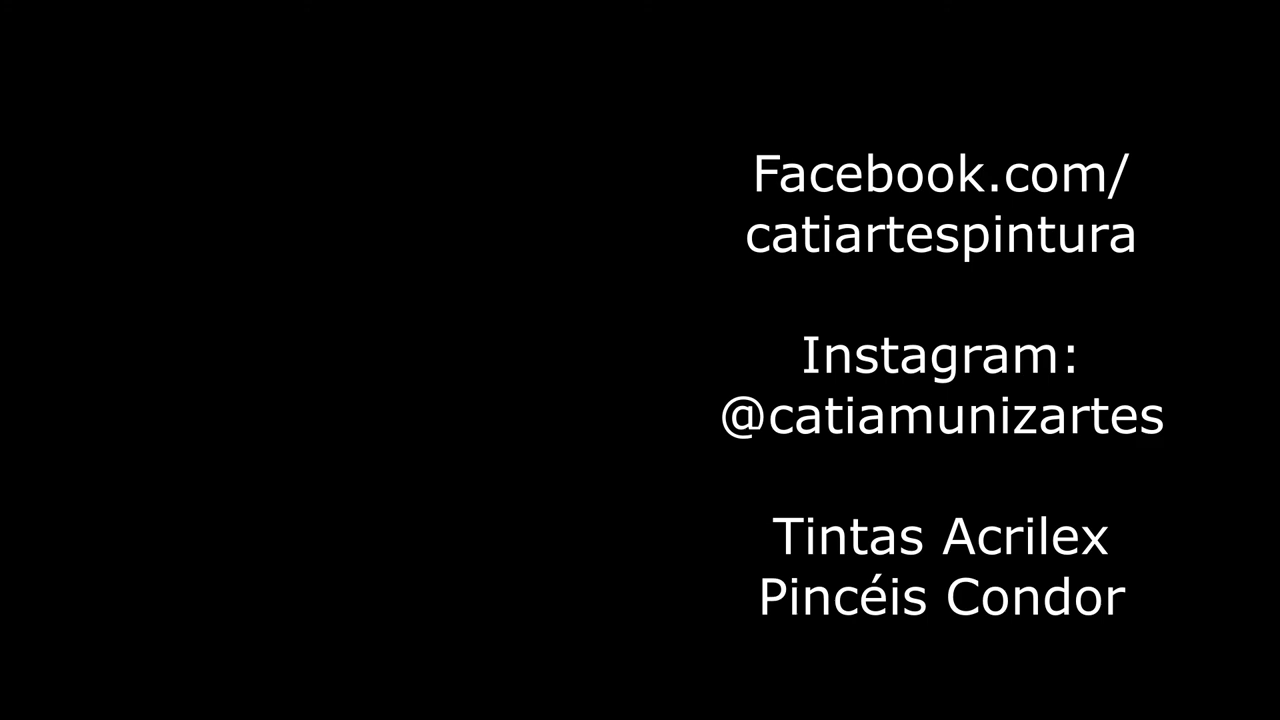 Facebook.com/
catiartespintura
Instagram:
@catiamunizartes
Tintas Acrilex
Pincéis Condor